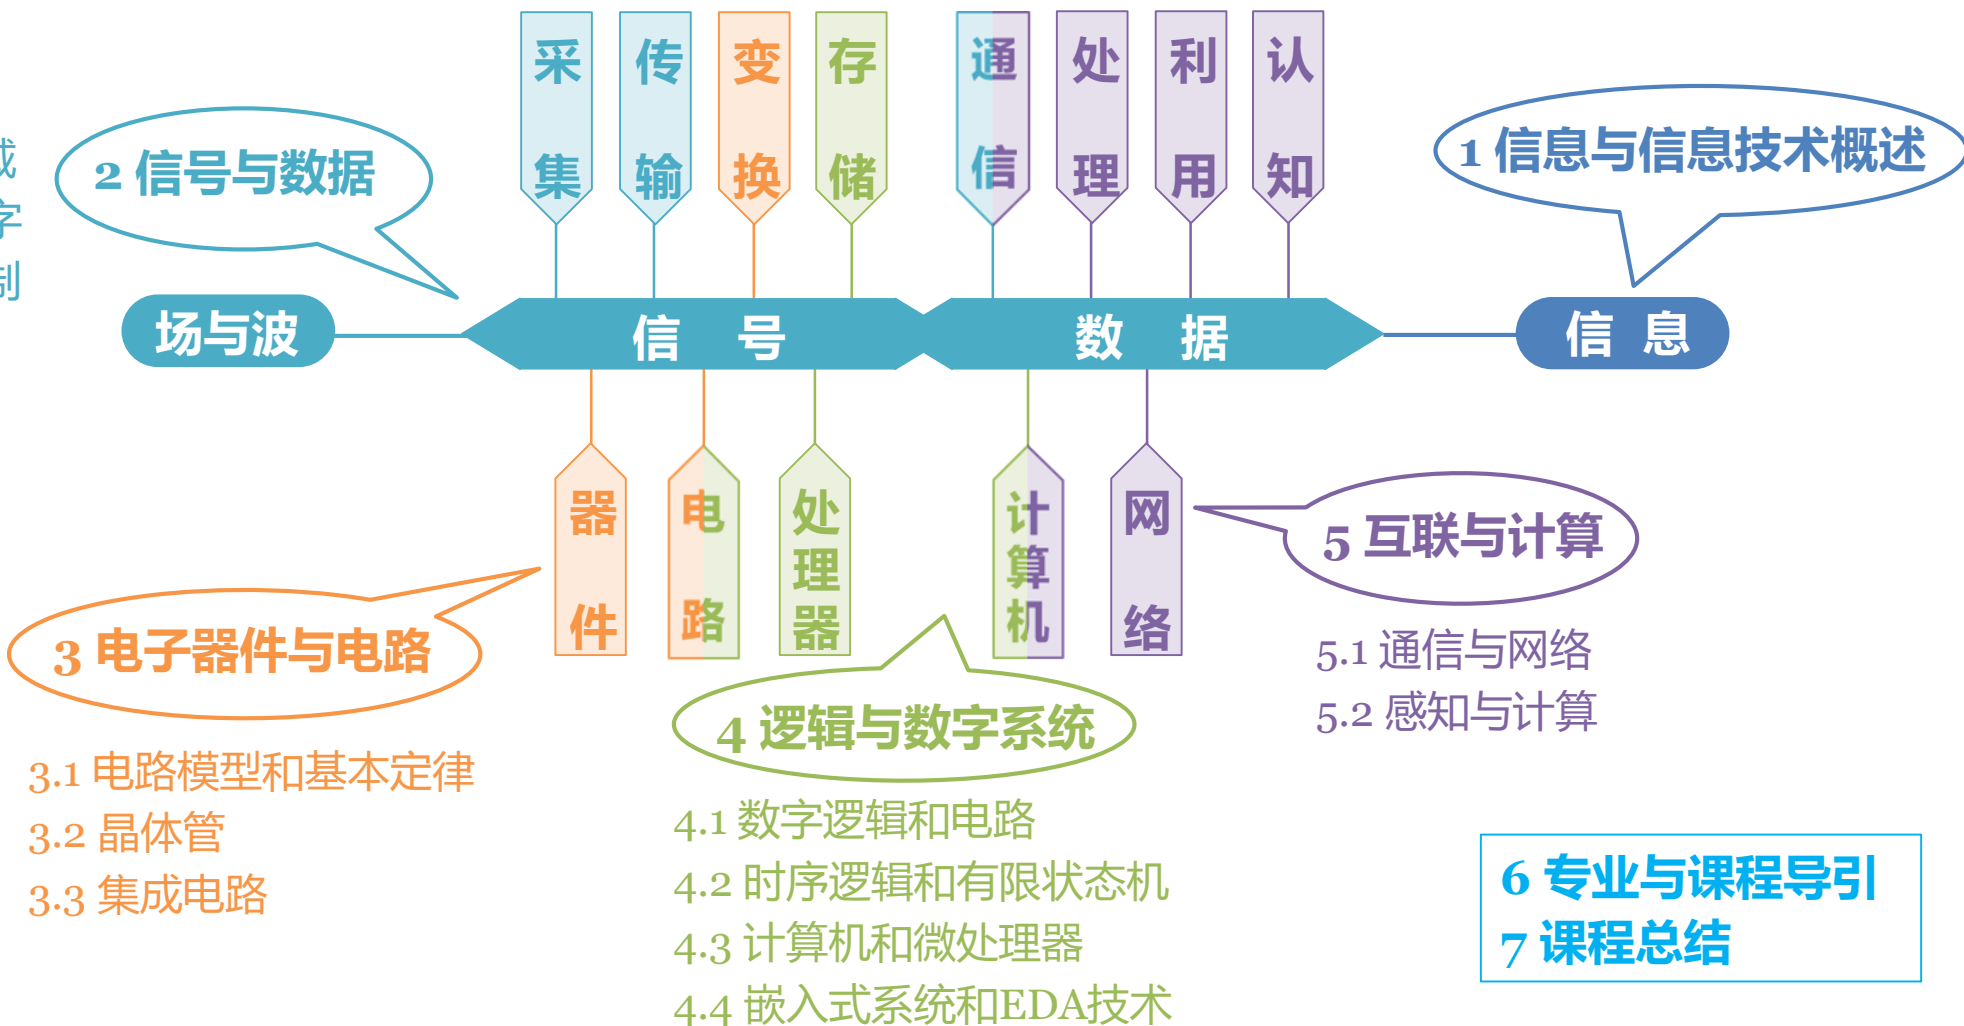 采集
传输
变换
存储
通信
处理
利用
认知
1 信息与信息技术概述
2 信号与数据
字
制
场与波
信 号
数 据
信 息
器件
电路
处理器
计算机
网络
5 互联与计算
5.1 通信与网络
5.2 感知与计算
3 电子器件与电路
3.1 电路模型和基本定律
3.2 晶体管
3.3 集成电路
4 逻辑与数字系统
4.1 数字逻辑和电路
4.2 时序逻辑和有限状态机
4.3 计算机和微处理器
4.4 嵌入式系统和EDA技术
6 专业与课程导引
7 课程总结